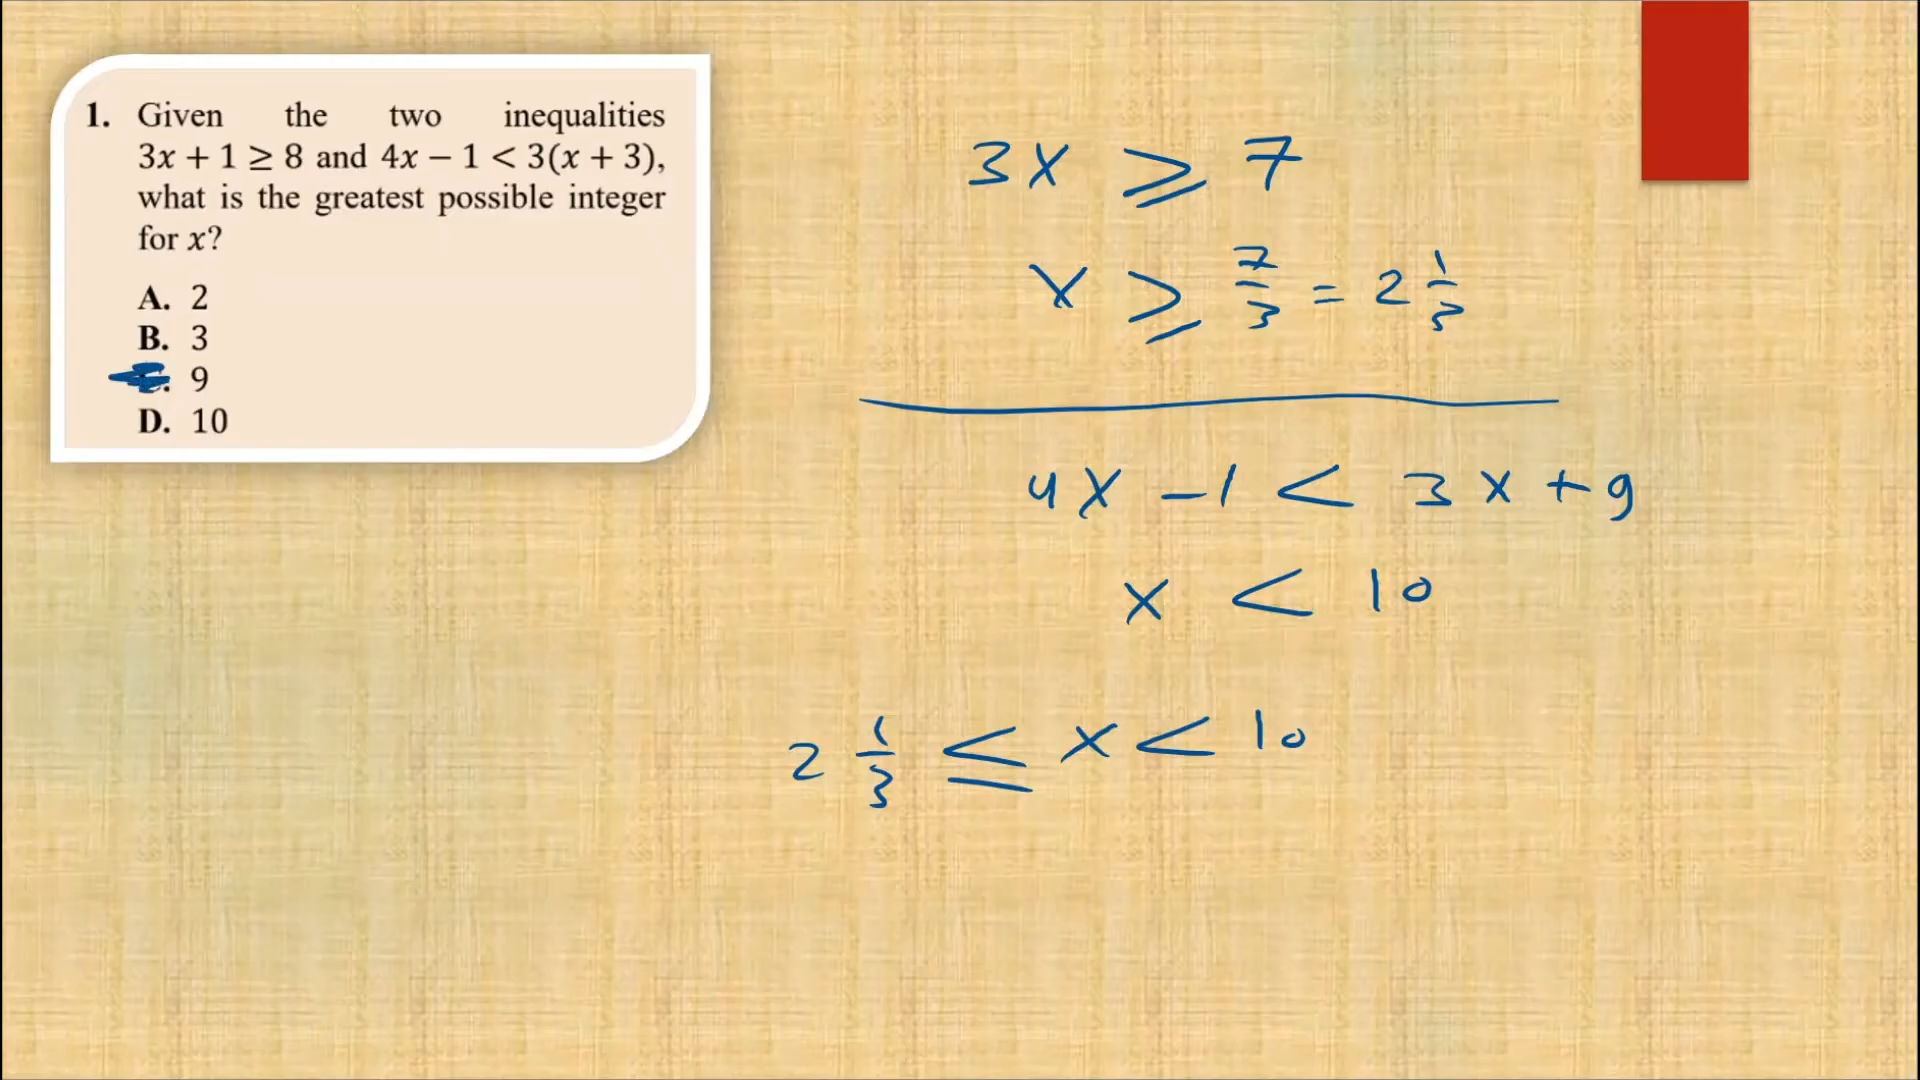 1. Given the two inequalities
3x + 1 ≥ 8 and 4x − 1 < 3(x + 3),
what is the greatest possible integer
for x?
A. 2
B. 3
C. 9
D. 10
3x ≥ 7
x ≥ 7/3 = 2 1/3
4x - 1 < 3x + 9
x < 10
2 1/3 ≤ x < 10